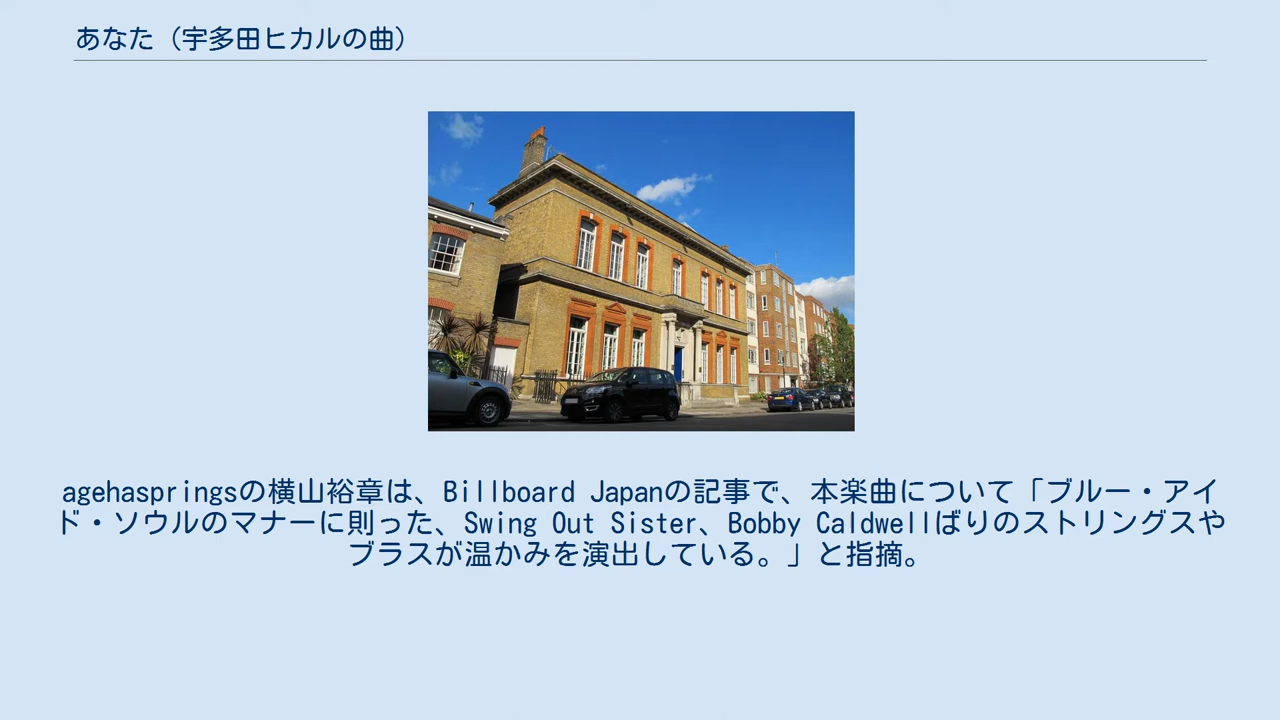 あなた（宇多田ヒカルの曲）
agehaspringsの横山裕章は、Billboard Japanの記事で、本楽曲について「ブルー・アイ
ド・ソウルのマナーに則った、Swing Out Sister、Bobby Caldwellばりのストリングスや
ブラスが温かみを演出している。」と指摘。